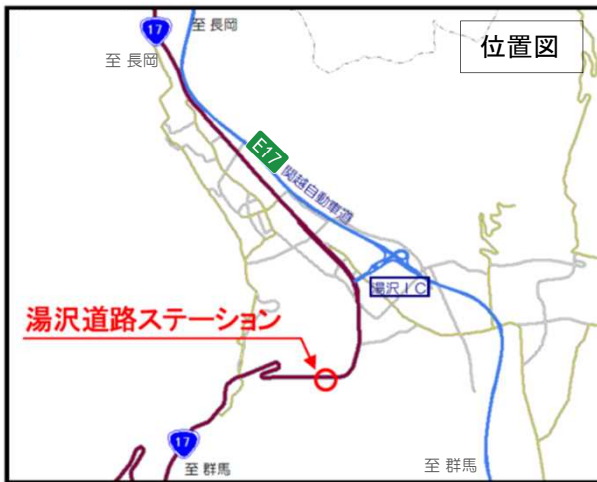 17
至 長岡
至 長岡
位置図
E17
関越自動車道
湯沢IC
湯沢道路ステーション
17
至 群馬
至 群馬